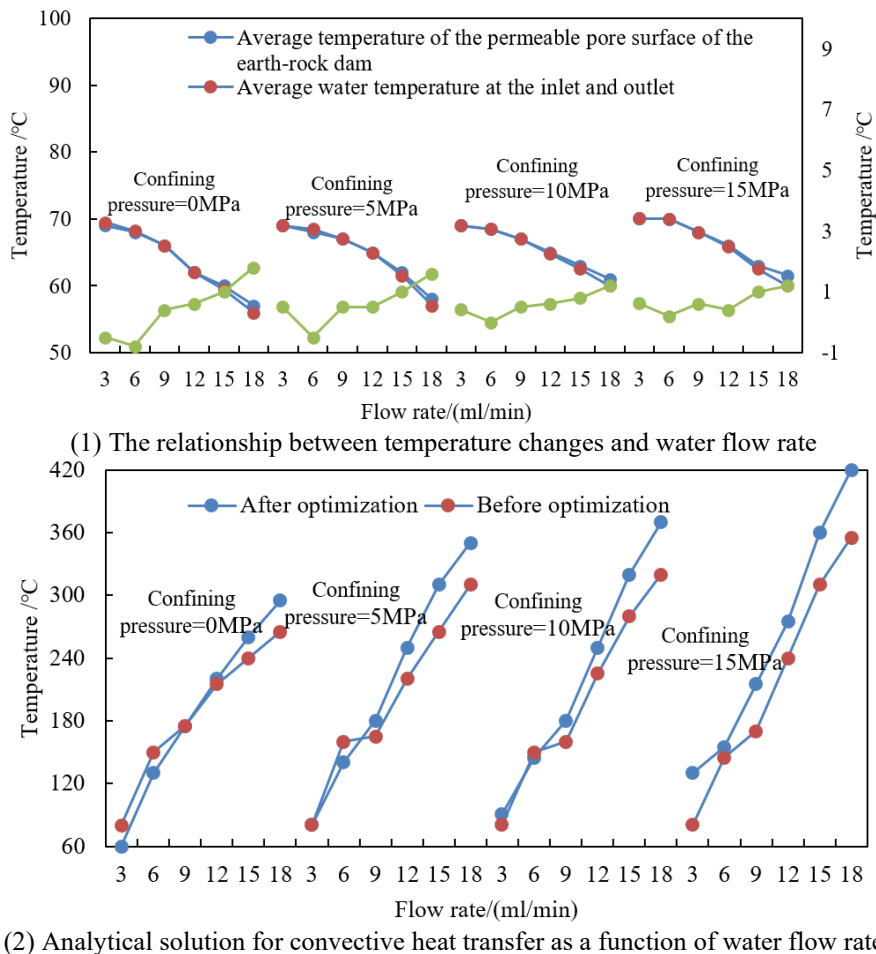 100
90
80
70
60
50
9
7
5
3
1
-1
Temperature /°C
Temperature /°C
Average temperature of the permeable pore surface of the
earth-rock dam
Average water temperature at the inlet and outlet
Confining
pressure=0MPa
Confining
pressure=5MPa
Confining
pressure=10MPa
Confining
pressure=15MPa
3 6 9 12 15 18 3 6 9 12 15 18 3 6 9 12 15 18 3 6 9 12 15 18
Flow rate/(ml/min)
(1) The relationship between temperature changes and water flow rate
420
360
300
240
180
120
60
Temperature /°C
After optimization Before optimization
Confining
pressure=0MPa
Confining
pressure=5MPa
Confining
pressure=10MPa
Confining
pressure=15MPa
3 6 9 12 15 18 3 6 9 12 15 18 3 6 9 12 15 18 3 6 9 12 15 18
Flow rate/(ml/min)
(2) Analytical solution for convective heat transfer as a function of water flow rate